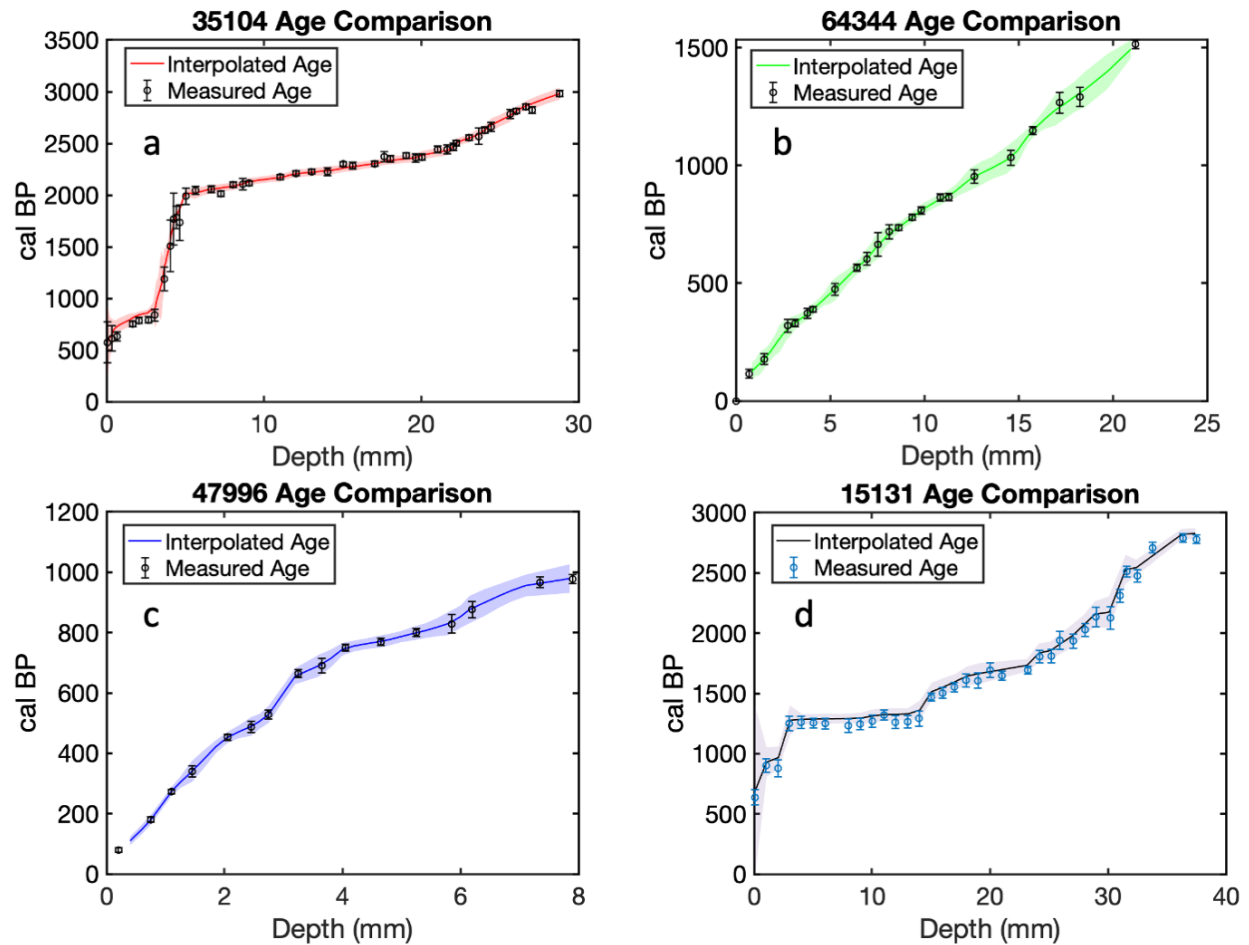 35104 Age Comparison
3500
3000
2500
2000
1500
1000
500
0
cal BP
Interpolated Age
Measured Age
a
0
10
20
30
Depth (mm)
64344 Age Comparison
1500
1000
500
0
cal BP
Interpolated Age
Measured Age
b
0
5
10
15
20
25
Depth (mm)
47996 Age Comparison
1200
1000
800
600
400
200
0
cal BP
Interpolated Age
Measured Age
c
0
2
4
6
8
Depth (mm)
15131 Age Comparison
3000
2500
2000
1500
1000
500
0
cal BP
Interpolated Age
Measured Age
d
0
10
20
30
40
Depth (mm)